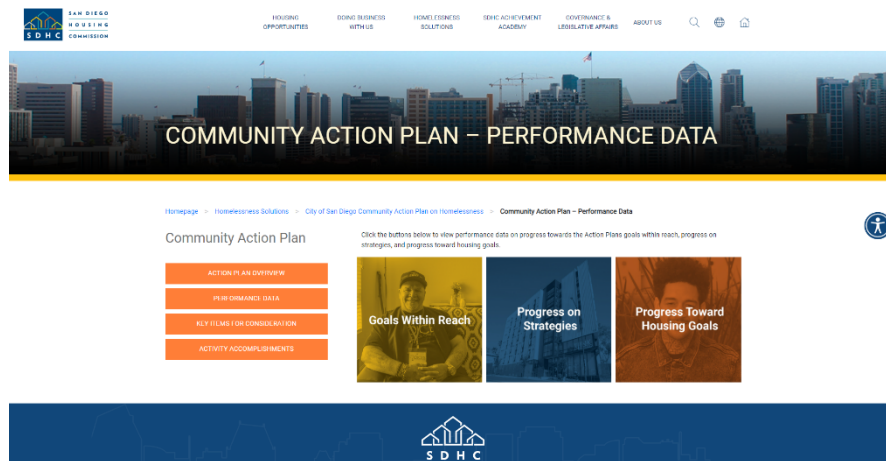 SAN DIEGO
HOUSING
COMMISSION
SDHC
HOUSING
OPPORTUNITIES
DOING BUSINESS
WITH US
HOMELESSNESS
SOLUTIONS
SDHC ACHIEVEMENT
ACADEMY
GOVERNANCE &
LEGISLATIVE AFFAIRS
ABOUT US
COMMUNITY ACTION PLAN – PERFORMANCE DATA
Homepage > Homelessness Solutions > City of San Diego Community Action Plan on Homelessness > Community Action Plan – Performance Data
Community Action Plan
ACTION PLAN OVERVIEW
PERFORMANCE DATA
KEY ITEMS FOR CONSIDERATION
ACTIVITY ACCOMPLISHMENTS
Click the buttons below to view performance data on progress towards the Action Plans goals within reach, progress on
strategies, and progress toward housing goals.
Goals Within Reach
Progress on
Strategies
Progress Toward
Housing Goals
SDHC